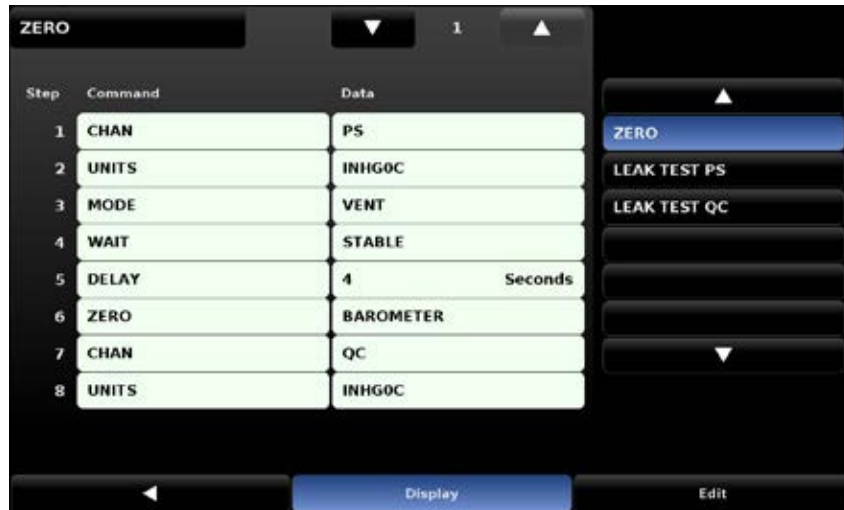 ZERO 1
Step Command Data
1 CHAN PS
2 UNITS INHG0C
3 MODE VENT
4 WAIT STABLE
5 DELAY 4 Seconds
6 ZERO BAROMETER
7 CHAN QC
8 UNITS INHG0C
ZERO
LEAK TEST PS
LEAK TEST QC
Display Edit